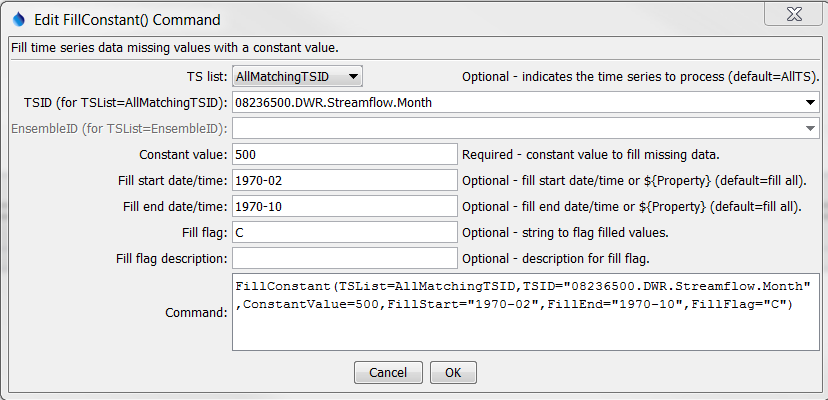 Edit FillConstant() Command
Fill time series data missing values with a constant value.
TS list: AllMatchingTSID Optional - indicates the time series to process (default=AllTS).
TSID (for TSList=AllMatchingTSID): 08236500.DWR.Streamflow.Month
EnsembleID (for TSList=EnsembleID):
Constant value: 500 Required - constant value to fill missing data.
Fill start date/time: 1970-02 Optional - fill start date/time or ${Property} (default=fill all).
Fill end date/time: 1970-10 Optional - fill end date/time or ${Property} (default=fill all).
Fill flag: C Optional - string to flag filled values.
Fill flag description: Optional - description for fill flag.
FillConstant(TSList=AllMatchingTSID,TSID="08236500.DWR.Streamflow.Month"
Command: ,ConstantValue=500,FillStart="1970-02",FillEnd="1970-10",FillFlag="C")
Cancel OK